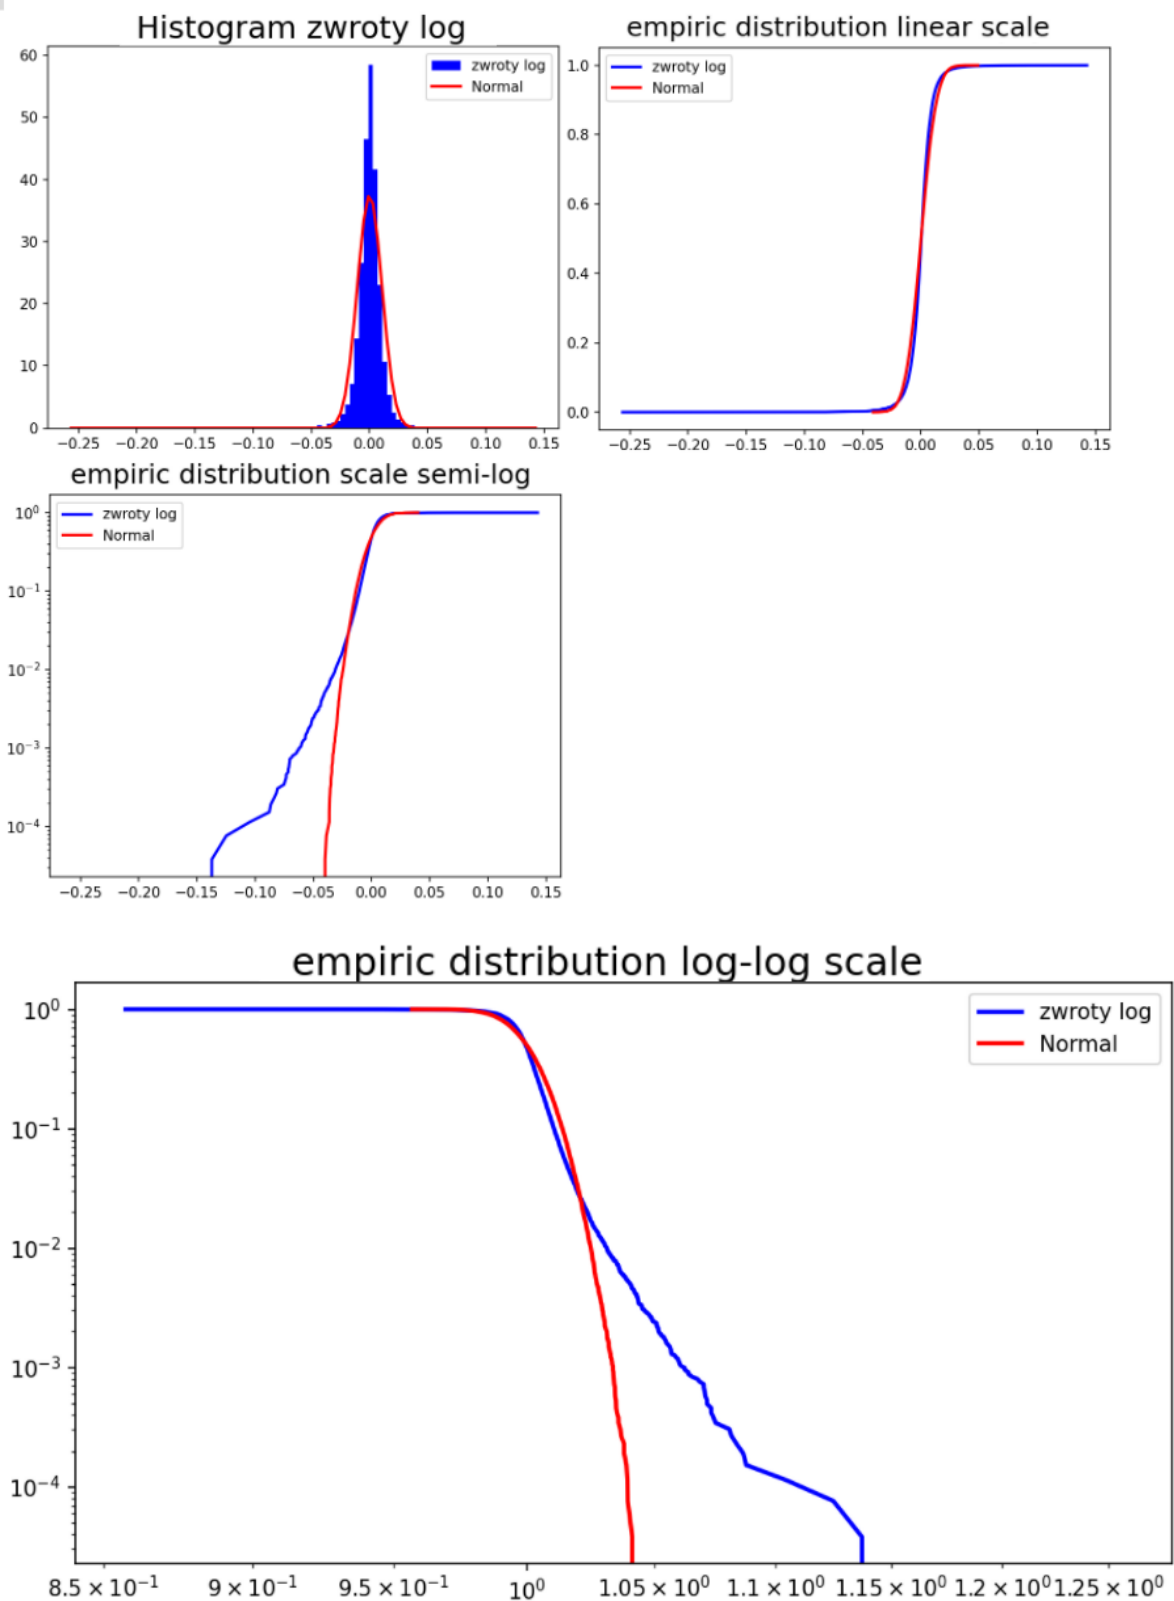 Histogram zwroty log
zwroty log
Normal
60
50
40
30
20
10
0
−0.25 −0.20 −0.15 −0.10 −0.05 0.00 0.05 0.10 0.15
empiric distribution linear scale
zwroty log
Normal
1.0
0.8
0.6
0.4
0.2
0.0
−0.25 −0.20 −0.15 −0.10 −0.05 0.00 0.05 0.10 0.15
empiric distribution scale semi-log
zwroty log
Normal
10⁰
10⁻¹
10⁻²
10⁻³
10⁻⁴
−0.25 −0.20 −0.15 −0.10 −0.05 0.00 0.05 0.10 0.15
empiric distribution log-log scale
zwroty log
Normal
10⁰
10⁻¹
10⁻²
10⁻³
10⁻⁴
8.5 × 10⁻¹ 9 × 10⁻¹ 9.5 × 10⁻¹ 10⁰ 1.05 × 10⁰ 1.1 × 10⁰ 1.15 × 10⁰ 1.2 × 10⁰ 1.25 × 10⁰